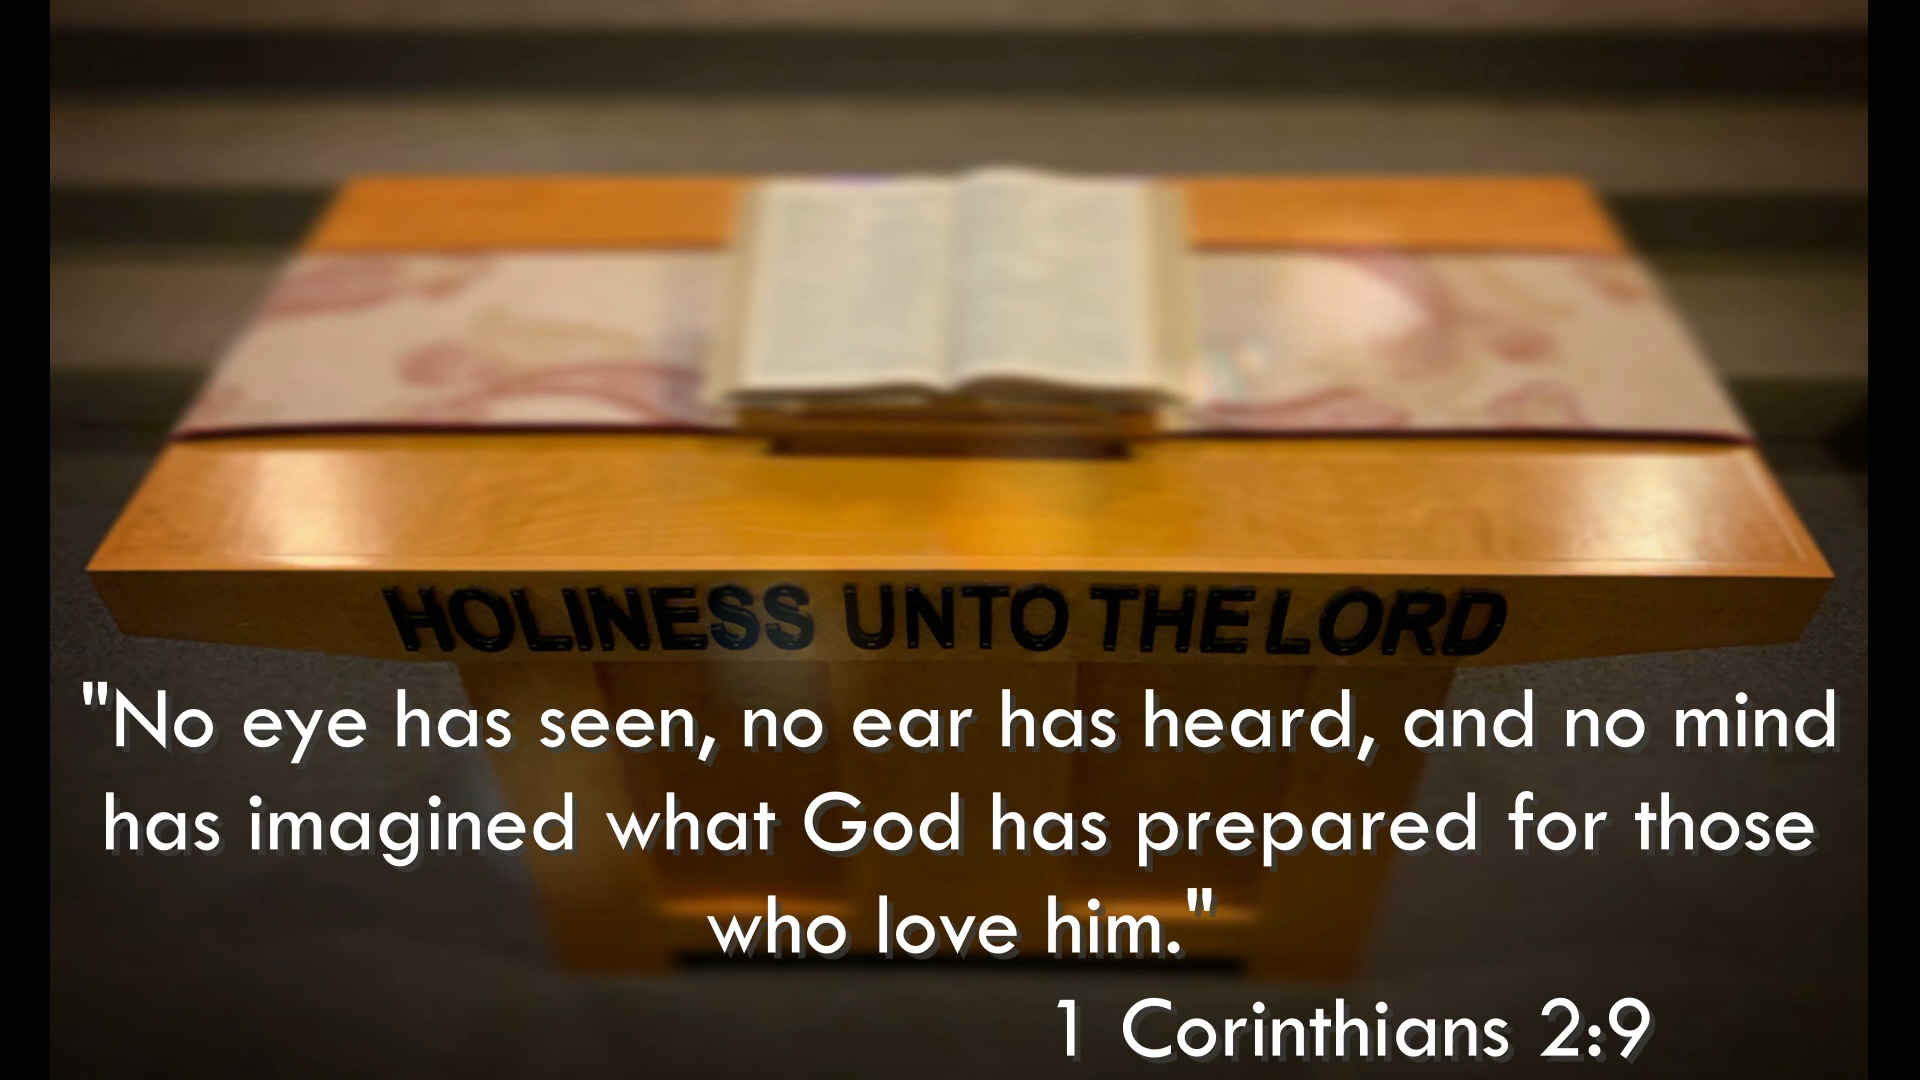 HOLINESS UNTO THE LORD
"No eye has seen, no ear has heard, and no mind
has imagined what God has prepared for those
who love him."
1 Corinthians 2:9